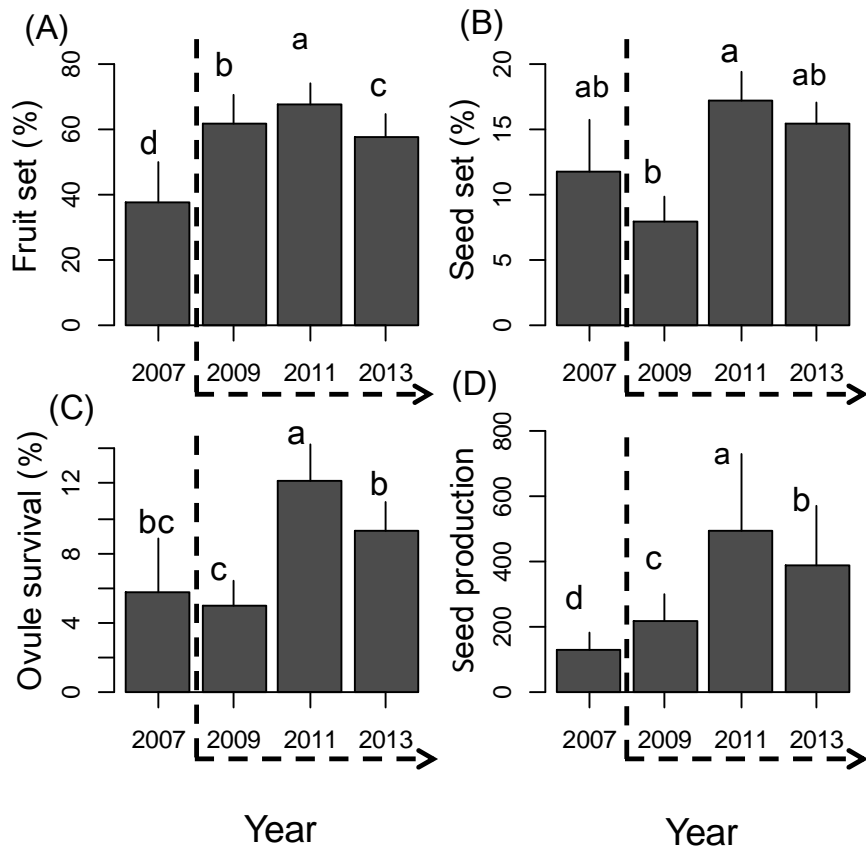 (A)
Fruit set (%)
80
60
40
20
0
d
b
a
c
2007
2009
2011
2013
(B)
Seed set (%)
20
15
10
5
0
ab
b
a
ab
2007
2009
2011
2013
(C)
Ovule survival (%)
12
8
4
0
bc
c
a
b
2007
2009
2011
2013
Year
(D)
Seed production
800
600
400
200
0
d
c
a
b
2007
2009
2011
2013
Year